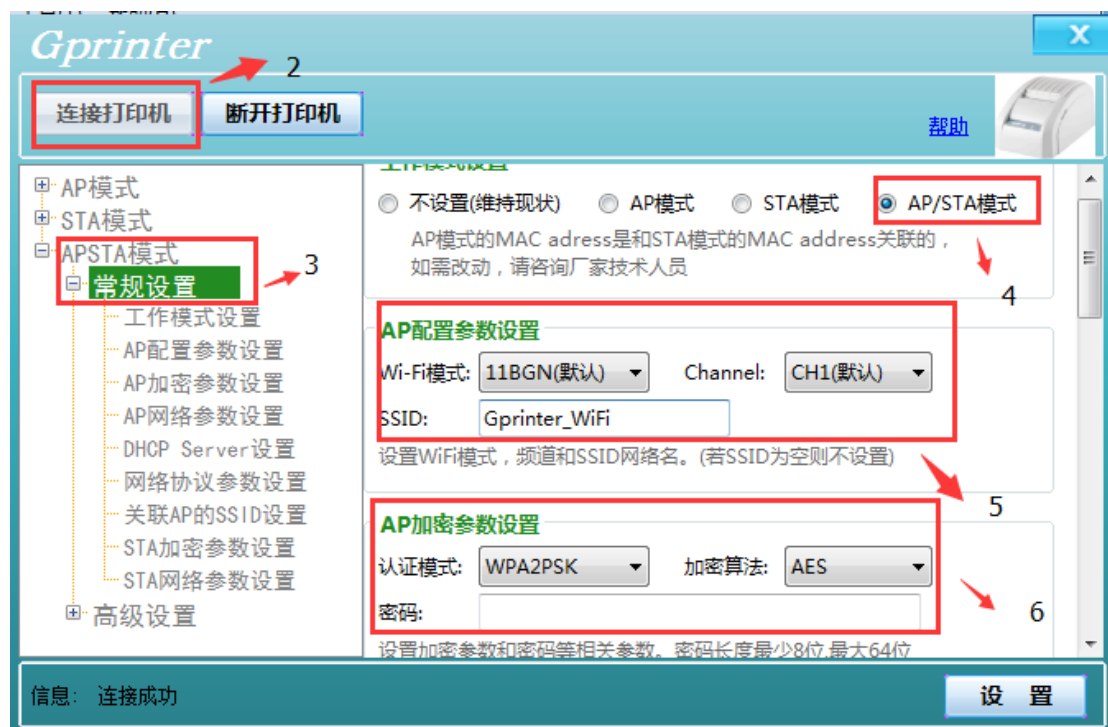 Gprinter
X
2
连接打印机 断开打印机
帮助
AP模式
STA模式
APSTA模式
3
常规设置
工作模式设置
AP配置参数设置
AP加密参数设置
AP网络参数设置
DHCP Server设置
网络协议参数设置
关联AP的SSID设置
STA加密参数设置
STA网络参数设置
高级设置
工作模式设置
不设置(维持现状) AP模式 STA模式 AP/STA模式
AP模式的MAC adress是和STA模式的MAC address关联的，
如需改动，请咨询厂家技术人员
4
AP配置参数设置
Wi-Fi模式: 11BGN(默认) Channel: CH1(默认)
SSID: Gprinter_WiFi
设置WiFi模式，频道和SSID网络名。(若SSID为空则不设置)
5
AP加密参数设置
认证模式: WPA2PSK 加密算法: AES
密码:
6
设置加密参数和密码等相关参数。密码长度最少8位,最大64位
信息: 连接成功
设 置